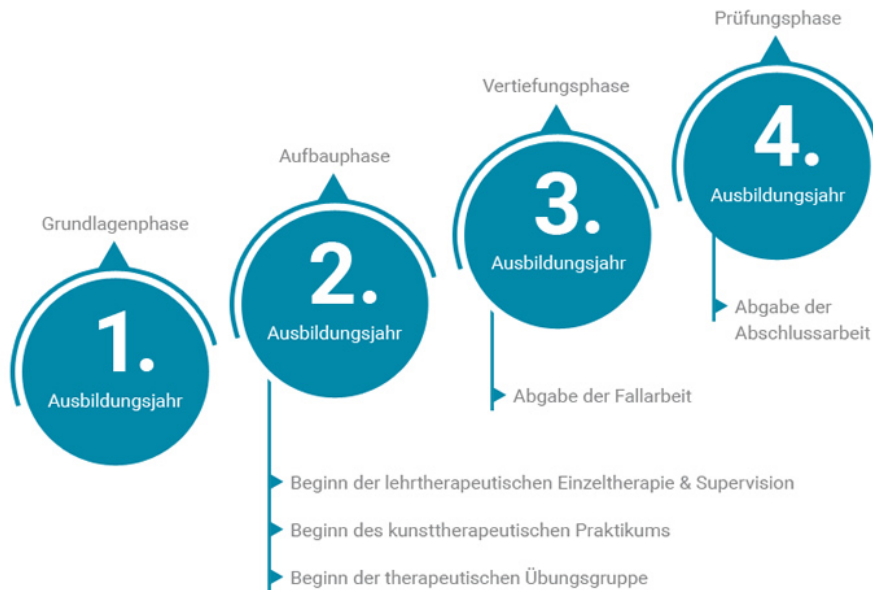 Grundlagenphase
1.
Ausbildungsjahr
Aufbauphase
2.
Ausbildungsjahr
Beginn der lehrtherapeutischen Einzeltherapie & Supervision
Beginn des kunsttherapeutischen Praktikums
Beginn der therapeutischen Übungsgruppe
Vertiefungsphase
3.
Ausbildungsjahr
Abgabe der Fallarbeit
Prüfungsphase
4.
Ausbildungsjahr
Abgabe der
Abschlussarbeit